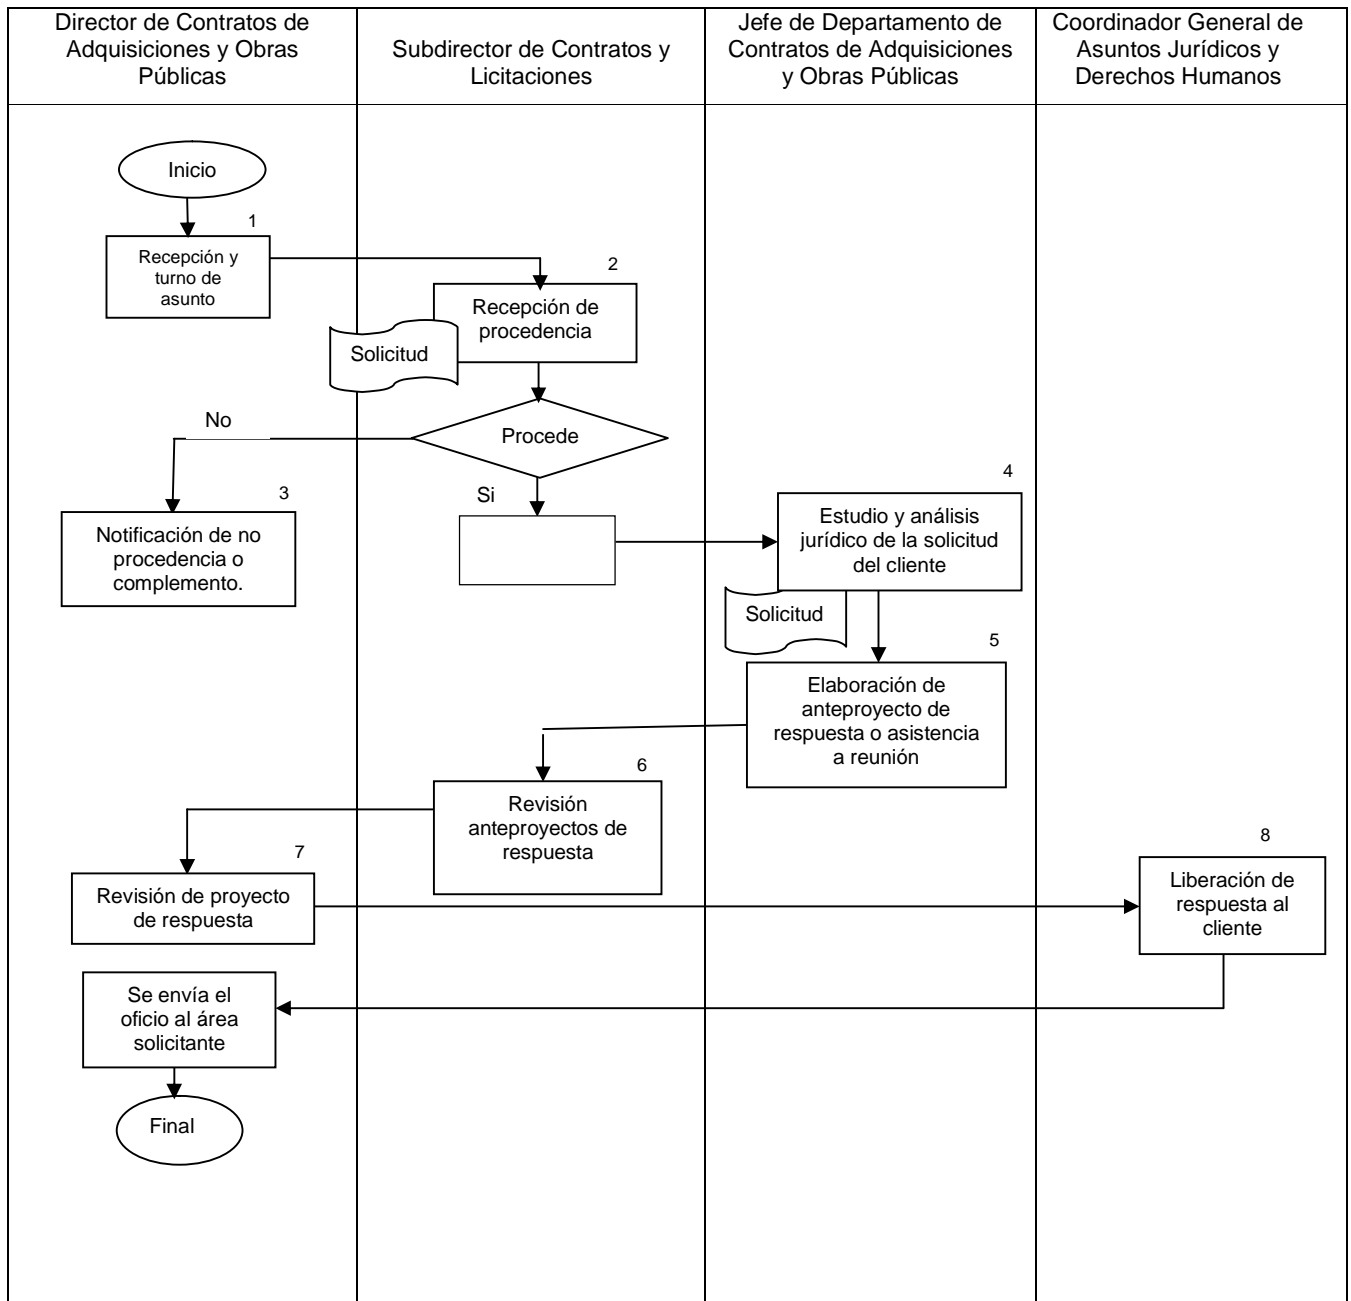 Director de Contratos de
Adquisiciones y Obras
Públicas
Subdirector de Contratos y
Licitaciones
Jefe de Departamento de
Contratos de Adquisiciones
y Obras Públicas
Coordinador General de
Asuntos Jurídicos y
Derechos Humanos
Inicio
1
Recepción y
turno de
asunto
2
Recepción de
procedencia
Solicitud
Procede
No
Si
3
Notificación de no
procedencia o
complemento.
4
Estudio y análisis
jurídico de la solicitud
del cliente
Solicitud
5
Elaboración de
anteproyecto de
respuesta o asistencia
a reunión
6
Revisión
anteproyectos de
respuesta
7
Revisión de proyecto
de respuesta
8
Liberación de
respuesta al
cliente
Se envía el
oficio al área
solicitante
Final